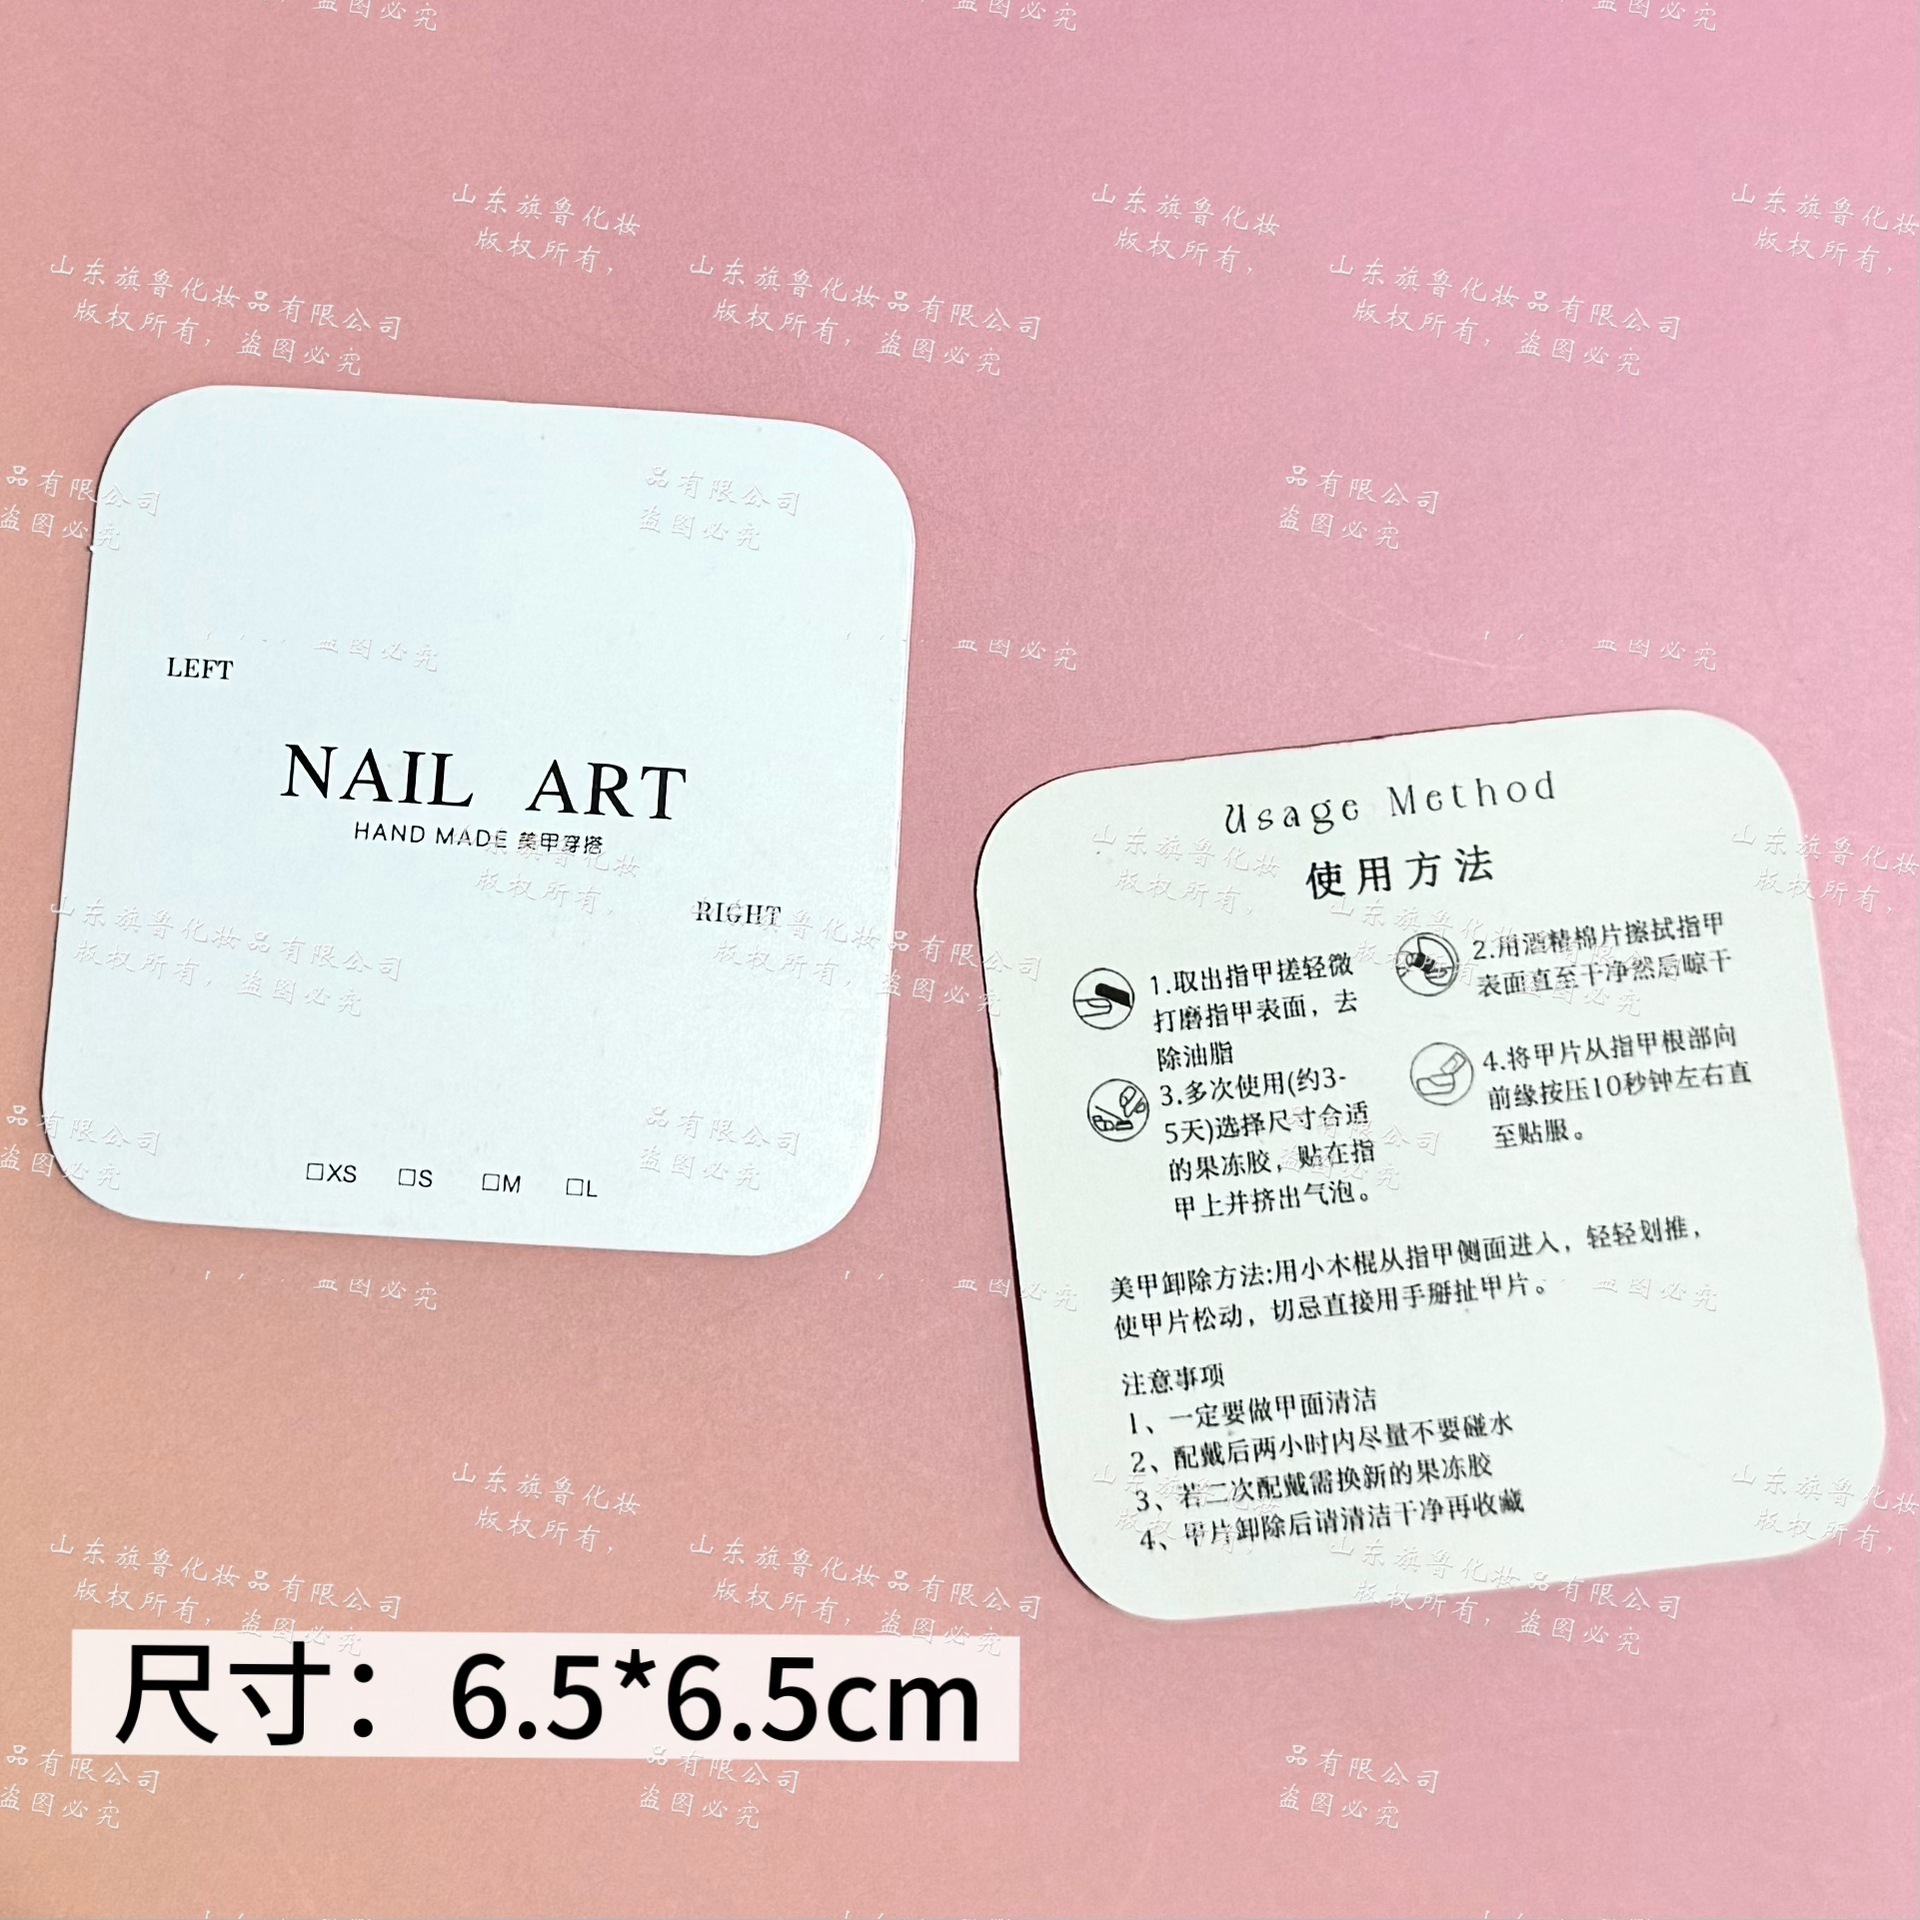 LEFT
NAIL ART
HAND MADE 美甲穿搭
RIGHT
□XS □S □M □L
Usage Method
使用方法
1.取出指甲搓轻微
打磨指甲表面，去
除油脂
2.用酒精棉片擦拭指甲
表面直至干净然后晾干
3.多次使用(约3-
5天)选择尺寸合适
的果冻胶，贴在指
甲上并挤出气泡。
4.将甲片从指甲根部向
前缘按压10秒钟左右直
至贴服。
美甲卸除方法:用小木棍从指甲侧面进入，轻轻划推，
使甲片松动，切忌直接用手掰扯甲片。
注意事项
1、一定要做甲面清洁
2、配戴后两小时内尽量不要碰水
3、若二次配戴需换新的果冻胶
4、甲片卸除后请清洁干净再收藏
尺寸：6.5*6.5cm
山东旗鲁化妆品有限公司
版权所有，盗图必究